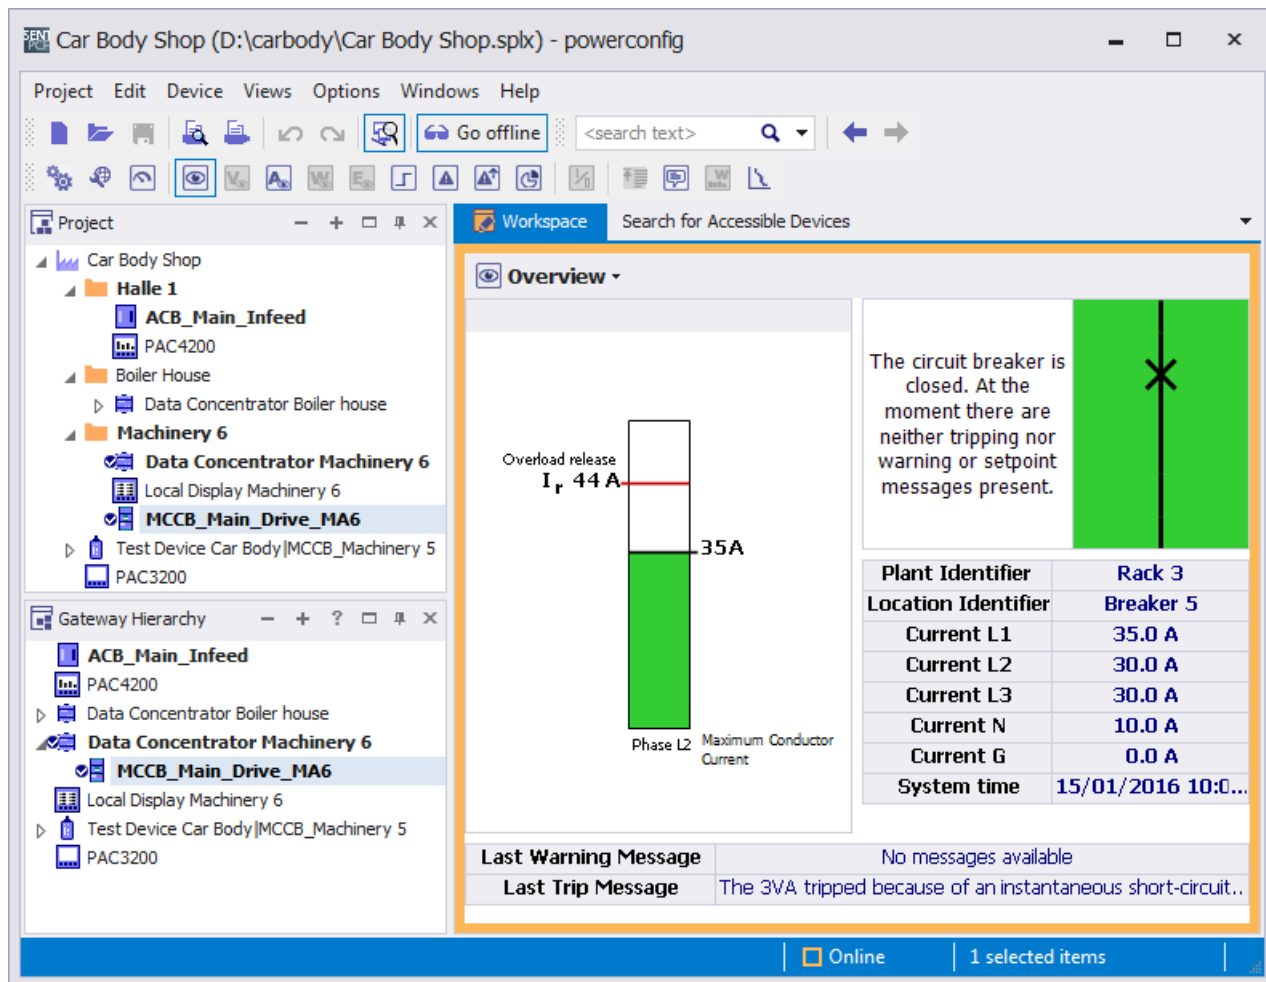 Car Body Shop (D:\carbody\Car Body Shop.splx) - powerconfig
Project Edit Device Views Options Windows Help
Go offline <search text>
Project
Workspace Search for Accessible Devices
Car Body Shop
Halle 1
ACB_Main_Infeed
PAC4200
Boiler House
Data Concentrator Boiler house
Machinery 6
Data Concentrator Machinery 6
Local Display Machinery 6
MCCB_Main_Drive_MA6
Test Device Car Body|MCCB_Machinery 5
PAC3200
Gateway Hierarchy
ACB_Main_Infeed
PAC4200
Data Concentrator Boiler house
Data Concentrator Machinery 6
MCCB_Main_Drive_MA6
Local Display Machinery 6
Test Device Car Body|MCCB_Machinery 5
PAC3200
Overview
Overload release
Ir 44 A
35A
Phase L2
Maximum Conductor
Current
The circuit breaker is
closed. At the
moment there are
neither tripping nor
warning or setpoint
messages present.
Plant Identifier Rack 3
Location Identifier Breaker 5
Current L1 35.0 A
Current L2 30.0 A
Current L3 30.0 A
Current N 10.0 A
Current G 0.0 A
System time 15/01/2016 10:0...
Last Warning Message No messages available
Last Trip Message The 3VA tripped because of an instantaneous short-circuit..
Online 1 selected items